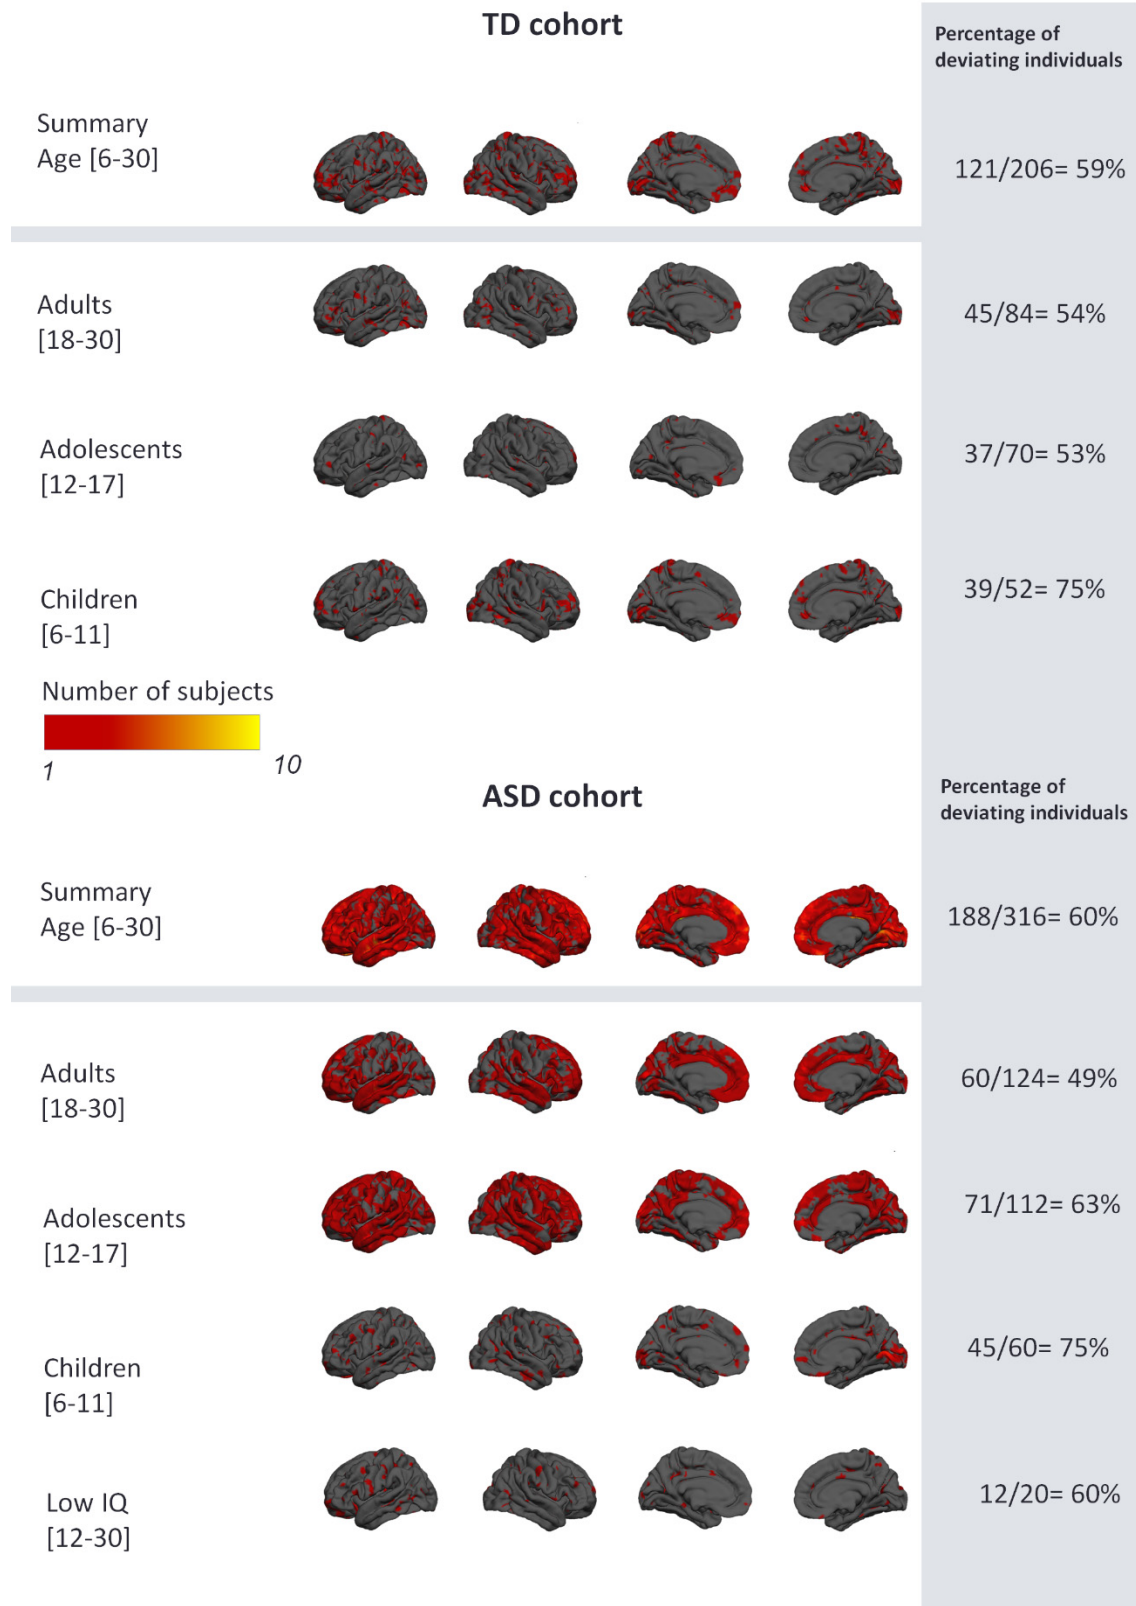 TD cohort
Percentage of
deviating individuals
Summary
Age [6-30]
121/206= 59%
Adults
[18-30]
45/84= 54%
Adolescents
[12-17]
37/70= 53%
Children
[6-11]
39/52= 75%
Number of subjects
1
10
ASD cohort
Percentage of
deviating individuals
Summary
Age [6-30]
188/316= 60%
Adults
[18-30]
60/124= 49%
Adolescents
[12-17]
71/112= 63%
Children
[6-11]
45/60= 75%
Low IQ
[12-30]
12/20= 60%